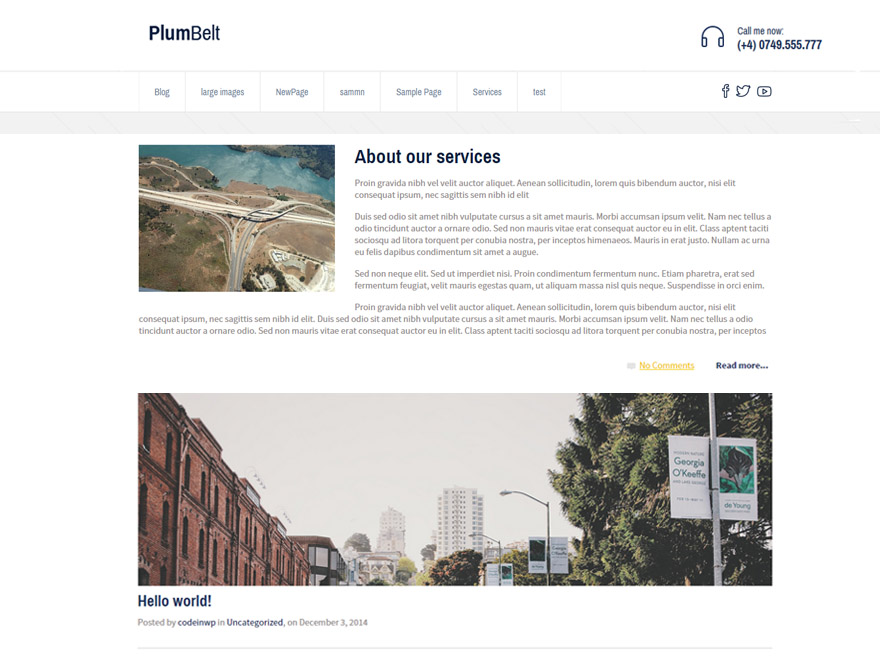 PlumBelt
Call me now:
(+4) 0749.555.777
Blog large images NewPage sammn Sample Page Services test
About our services
Proin gravida nibh vel velit auctor aliquet. Aenean sollicitudin, lorem quis bibendum auctor, nisi elit
consequat ipsum, nec sagittis sem nibh id elit
Duis sed odio sit amet nibh vulputate cursus a sit amet mauris. Morbi accumsan ipsum velit. Nam nec tellus a
odio tincidunt auctor a ornare odio. Sed non mauris vitae erat consequat auctor eu in elit. Class aptent taciti
sociosqu ad litora torquent per conubia nostra, per inceptos himenaeos. Mauris in erat justo. Nullam ac urna
eu felis dapibus condimentum sit amet a augue.
Sed non neque elit. Sed ut imperdiet nisi. Proin condimentum fermentum nunc. Etiam pharetra, erat sed
fermentum feugiat, velit mauris egestas quam, ut aliquam massa nisl quis neque. Suspendisse in orci enim.
Proin gravida nibh vel velit auctor aliquet. Aenean sollicitudin, lorem quis bibendum auctor, nisi elit
consequat ipsum, nec sagittis sem nibh id elit. Duis sed odio sit amet nibh vulputate cursus a sit amet mauris. Morbi accumsan ipsum velit. Nam nec tellus a odio
tincidunt auctor a ornare odio. Sed non mauris vitae erat consequat auctor eu in elit. Class aptent taciti sociosqu ad litora torquent per conubia nostra, per inceptos
No Comments Read more...
Georgia
O'Keeffe
de Young
Hello world!
Posted by codeinwp in Uncategorized, on December 3, 2014